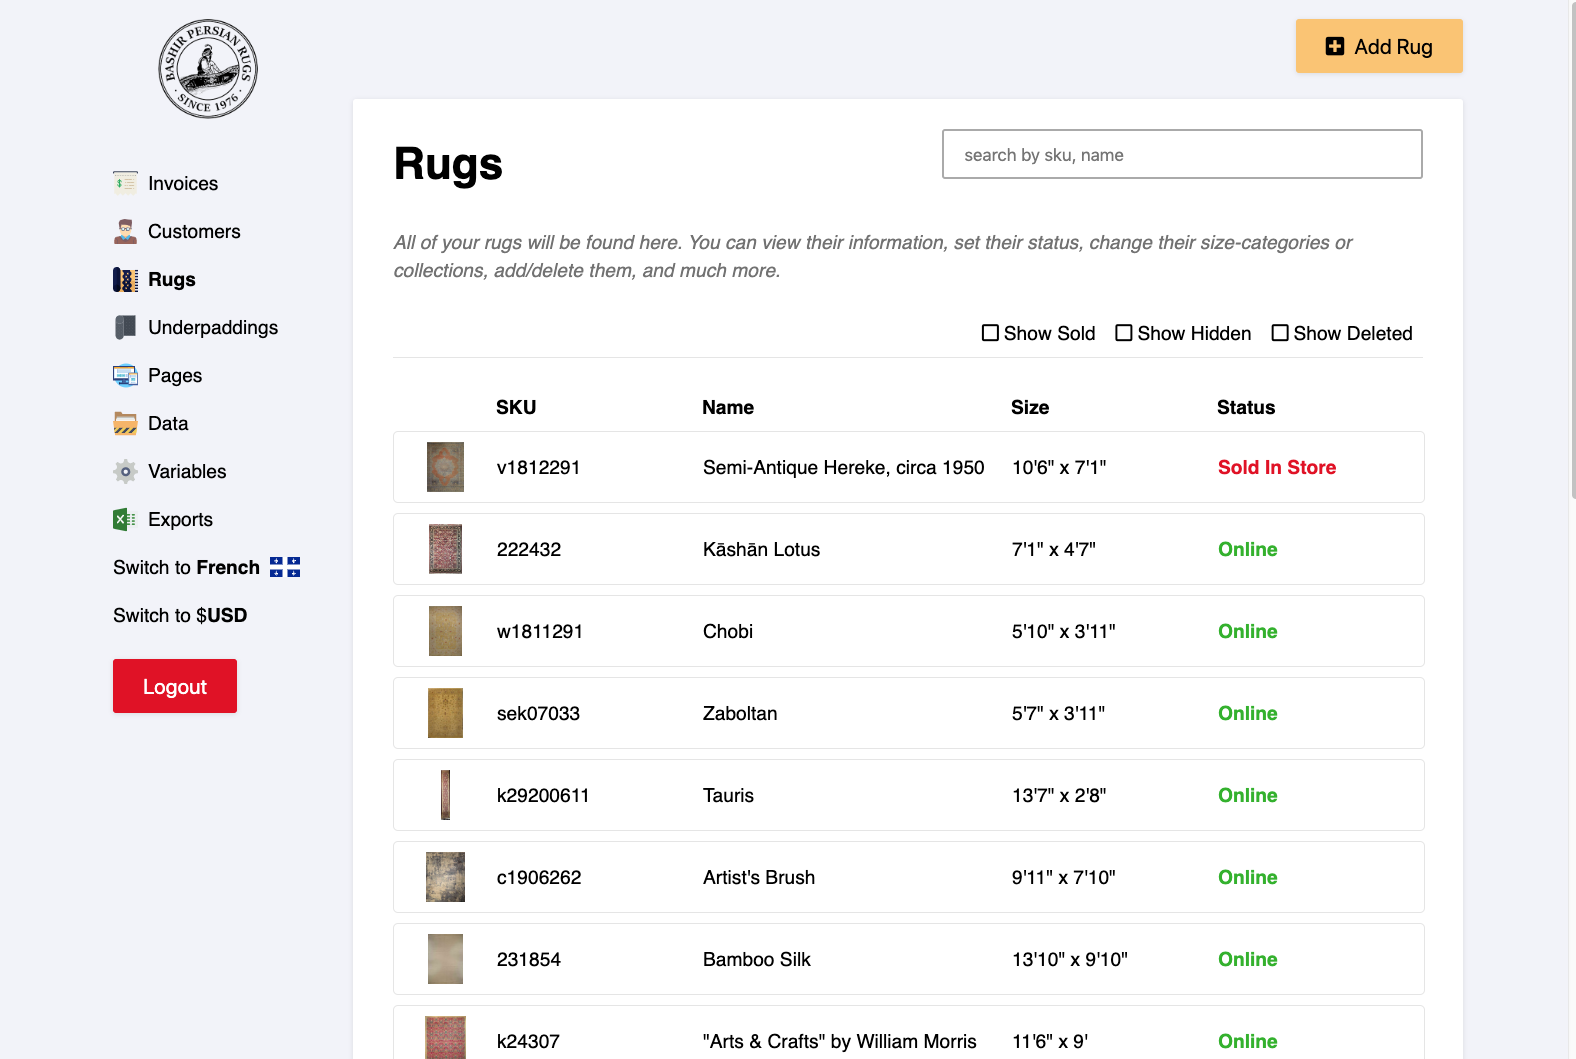 BASHIR PERSIAN RUGS
· SINCE 1976 ·
Add Rug
Invoices
Customers
Rugs
Underpaddings
Pages
Data
Variables
Exports
Switch to French
Switch to $USD
Logout
Rugs
search by sku, name
All of your rugs will be found here. You can view their information, set their status, change their size-categories or
collections, add/delete them, and much more.
Show Sold Show Hidden Show Deleted
SKU Name Size Status
v1812291 Semi-Antique Hereke, circa 1950 10'6" x 7'1" Sold In Store
222432 Kāshān Lotus 7'1" x 4'7" Online
w1811291 Chobi 5'10" x 3'11" Online
sek07033 Zaboltan 5'7" x 3'11" Online
k29200611 Tauris 13'7" x 2'8" Online
c1906262 Artist's Brush 9'11" x 7'10" Online
231854 Bamboo Silk 13'10" x 9'10" Online
k24307 "Arts & Crafts" by William Morris 11'6" x 9' Online